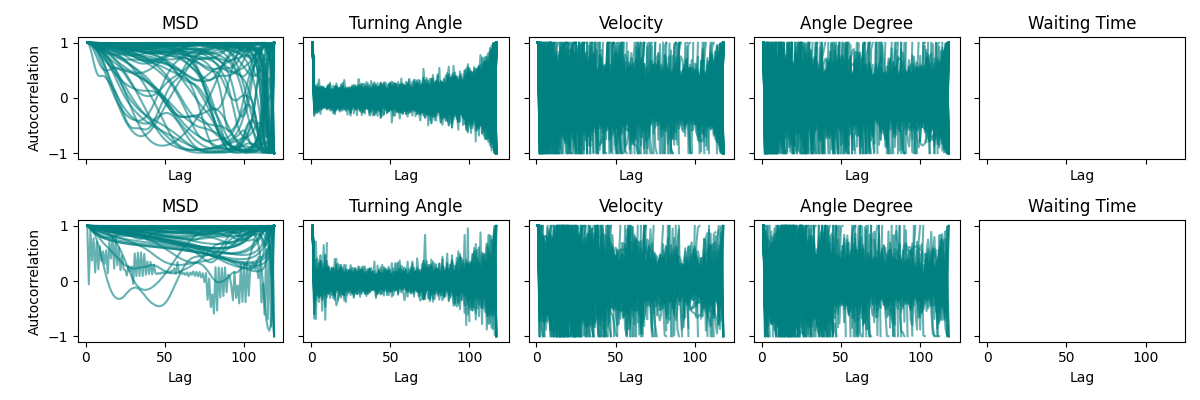 MSD
Turning Angle
Velocity
Angle Degree
Waiting Time
Autocorrelation
1
0
−1
Lag
Lag
Lag
Lag
Lag
MSD
Turning Angle
Velocity
Angle Degree
Waiting Time
Autocorrelation
1
0
−1
0 50 100
0 50 100
0 50 100
0 50 100
0 50 100
Lag
Lag
Lag
Lag
Lag